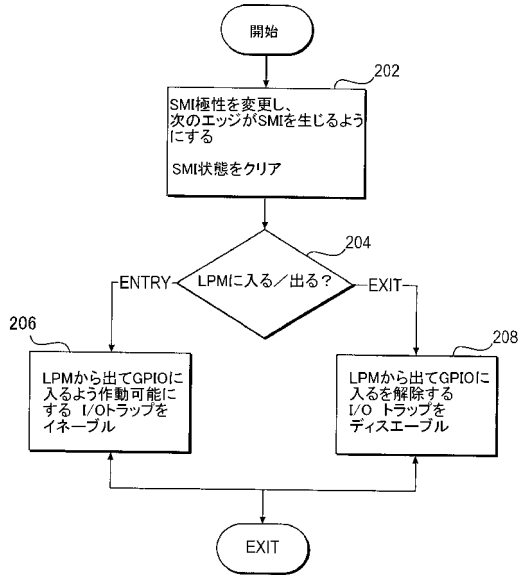 開始
202
SMI極性を変更し、
次のエッジがSMIを生じるよう
にする
SMI状態をクリア
204
LPMに入る／出る？
ENTRY
EXIT
206
LPMから出てGPIOに
入るよう作動可能に
する I/Oトラップを
イネーブル
208
LPMから出てGPIOに
入るを解除する
I/O トラップを
ディスエーブル
EXIT